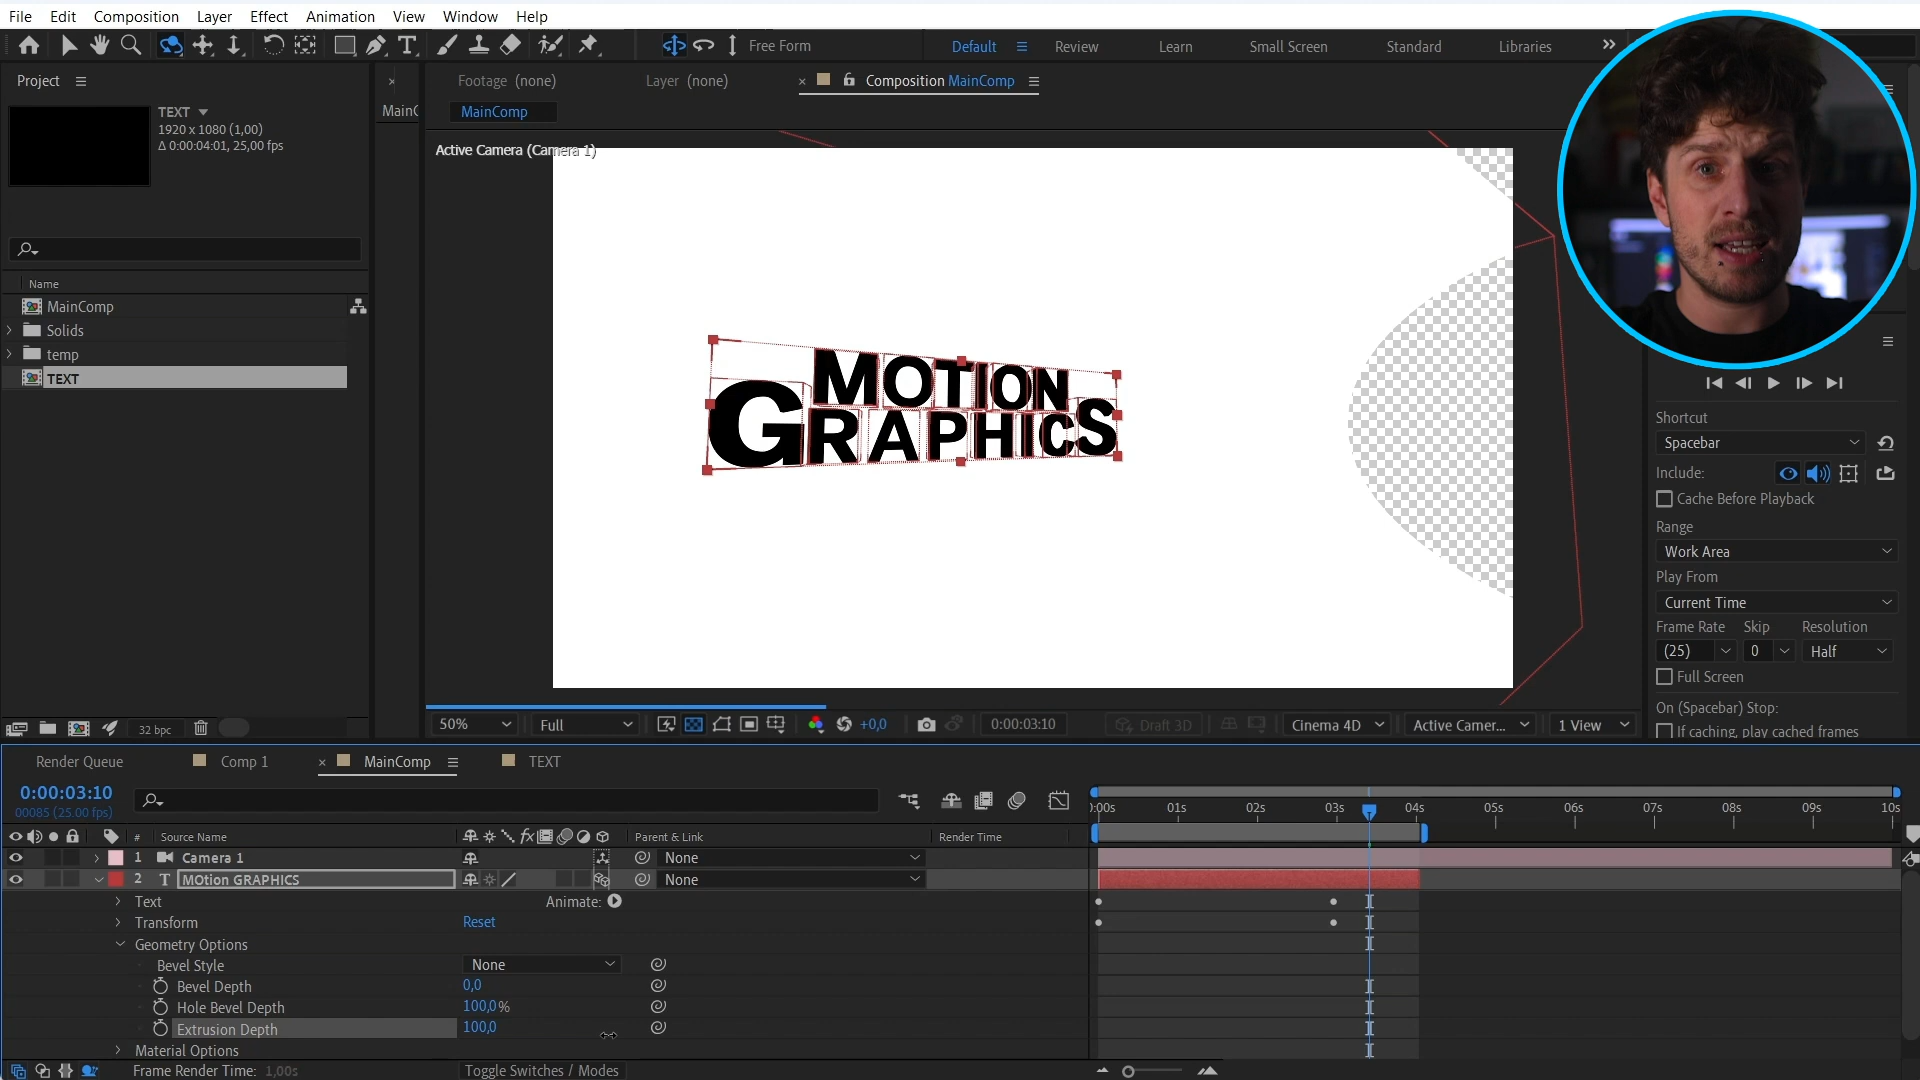 File Edit Composition Layer Effect Animation View Window Help
Free Form Default Review Learn Small Screen Standard Libraries
Project
Footage (none) Layer (none) Composition MainComp
MainC
MainComp
TEXT
1920 x 1080 (1,00)
Δ 0:00:04:01, 25,00 fps
Active Camera (Camera 1)
Name
MainComp
Solids
temp
TEXT
MOTION
GRAPHICS
Shortcut
Spacebar
Include:
Cache Before Playback
Range
Work Area
Play From
Current Time
Frame Rate Skip Resolution
(25) 0 Half
Full Screen
On (Spacebar) Stop:
If caching, play cached frames
32 bpc
50% Full +0,0 0:00:03:10 Draft 3D Cinema 4D Active Camer... 1 View
Render Queue Comp 1 MainComp TEXT
0:00:03:10
00085 (25.00 fps)
):00s 01s 02s 03s 04s 05s 06s 07s 08s 09s 10s
# Source Name fx Parent & Link Render Time
1 Camera 1 None
2 T MOtion GRAPHICS None
Text Animate:
Transform Reset
Geometry Options
Bevel Style None
Bevel Depth 0,0
Hole Bevel Depth 100,0%
Extrusion Depth 100,0
Material Options
Frame Render Time: 1,00s Toggle Switches / Modes